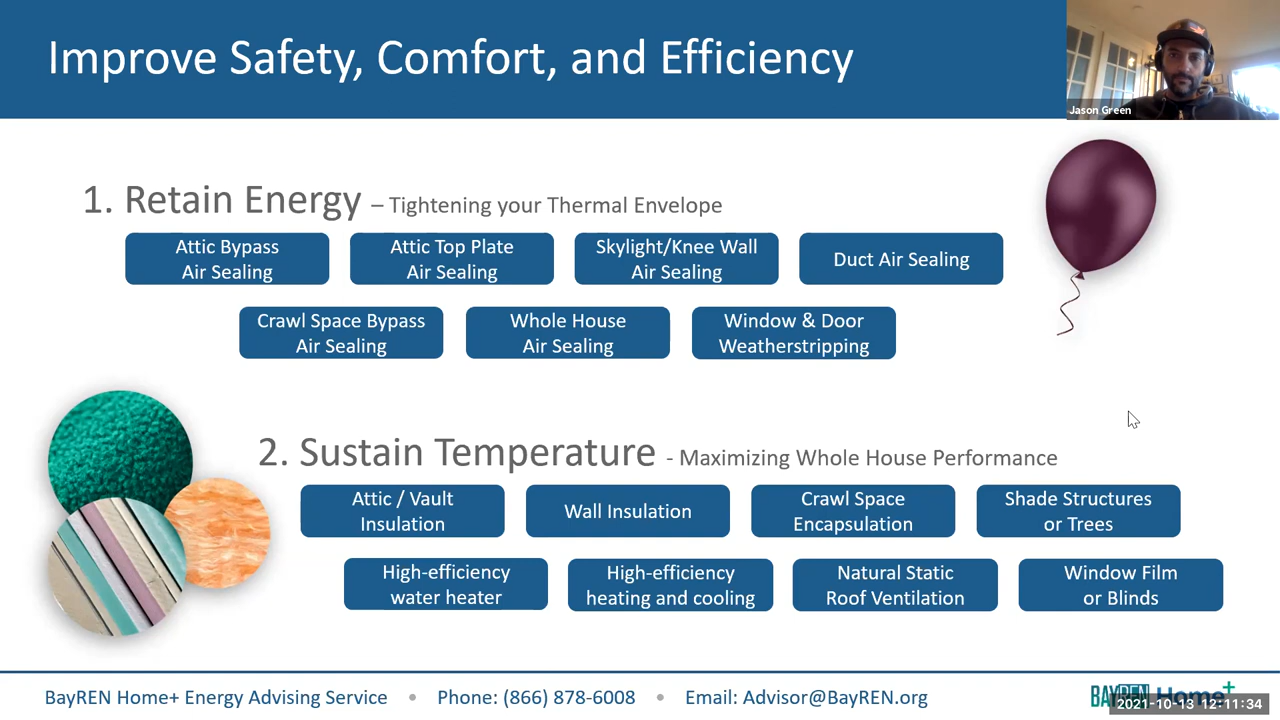 Improve Safety, Comfort, and Efficiency
Jason Green
1. Retain Energy – Tightening your Thermal Envelope
Attic Bypass
Air Sealing
Attic Top Plate
Air Sealing
Skylight/Knee Wall
Air Sealing
Duct Air Sealing
Crawl Space Bypass
Air Sealing
Whole House
Air Sealing
Window & Door
Weatherstripping
2. Sustain Temperature - Maximizing Whole House Performance
Attic / Vault
Insulation
Wall Insulation
Crawl Space
Encapsulation
Shade Structures
or Trees
High-efficiency
water heater
High-efficiency
heating and cooling
Natural Static
Roof Ventilation
Window Film
or Blinds
BayREN Home+ Energy Advising Service • Phone: (866) 878-6008 • Email: Advisor@BayREN.org
BAYREN Home+
2021-10-13 12:11:34